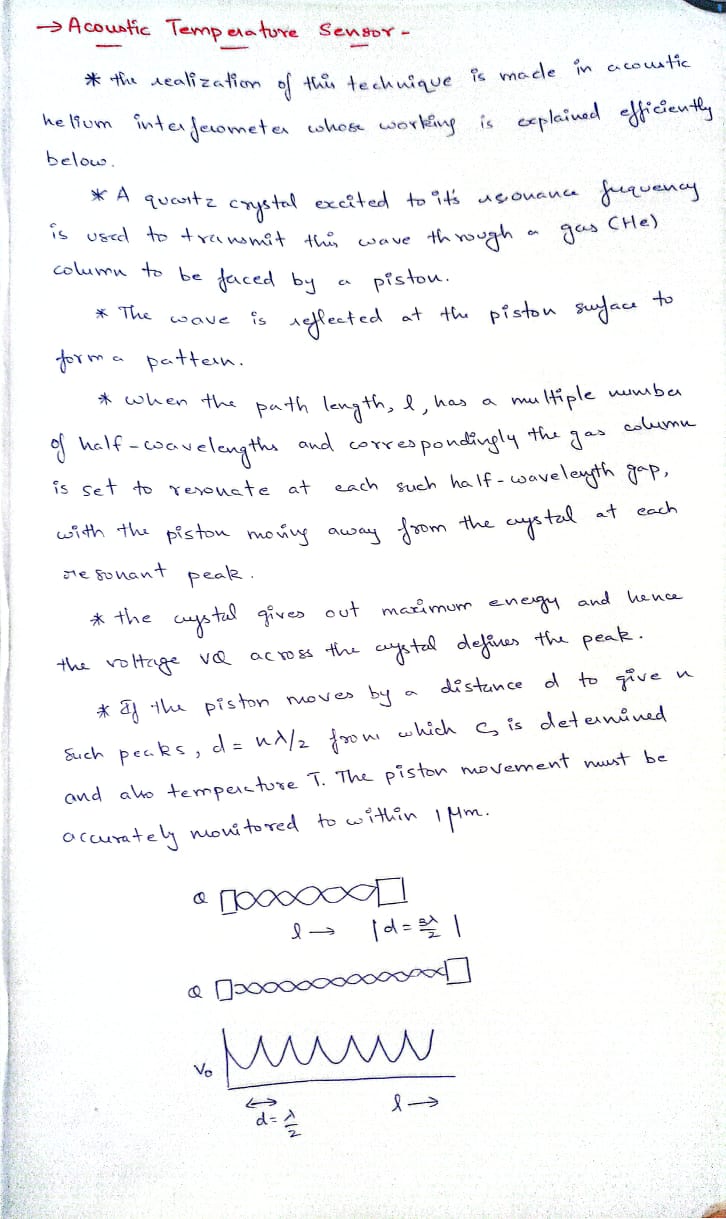 → Acoustic Temperature Sensor -
* the realization of this technique is made in acoustic
helium interferometer whose working is explained efficiently
below.
* A quartz crystal excited to it's resonance frequency
is used to transmit this wave through a gas (He)
column to be faced by a piston.
* The wave is reflected at the piston surface to
form a pattern.
* when the path length, l, has a multiple number
of half-wavelengths and correspondingly the gas column
is set to resonate at each such half-wavelength gap,
with the piston moving away from the crystal at each
resonant peak.
* the crystal gives out maximum energy and hence
the voltage VQ across the crystal defines the peak.
* If the piston moves by a distance d to give n
such peaks, d = nλ/2 from which is determined
and also temperature T. The piston movement must be
accurately monitored to within 1 μm.
Q
l → | d = λ/2 |
Q
Vo
d = λ/2
l →